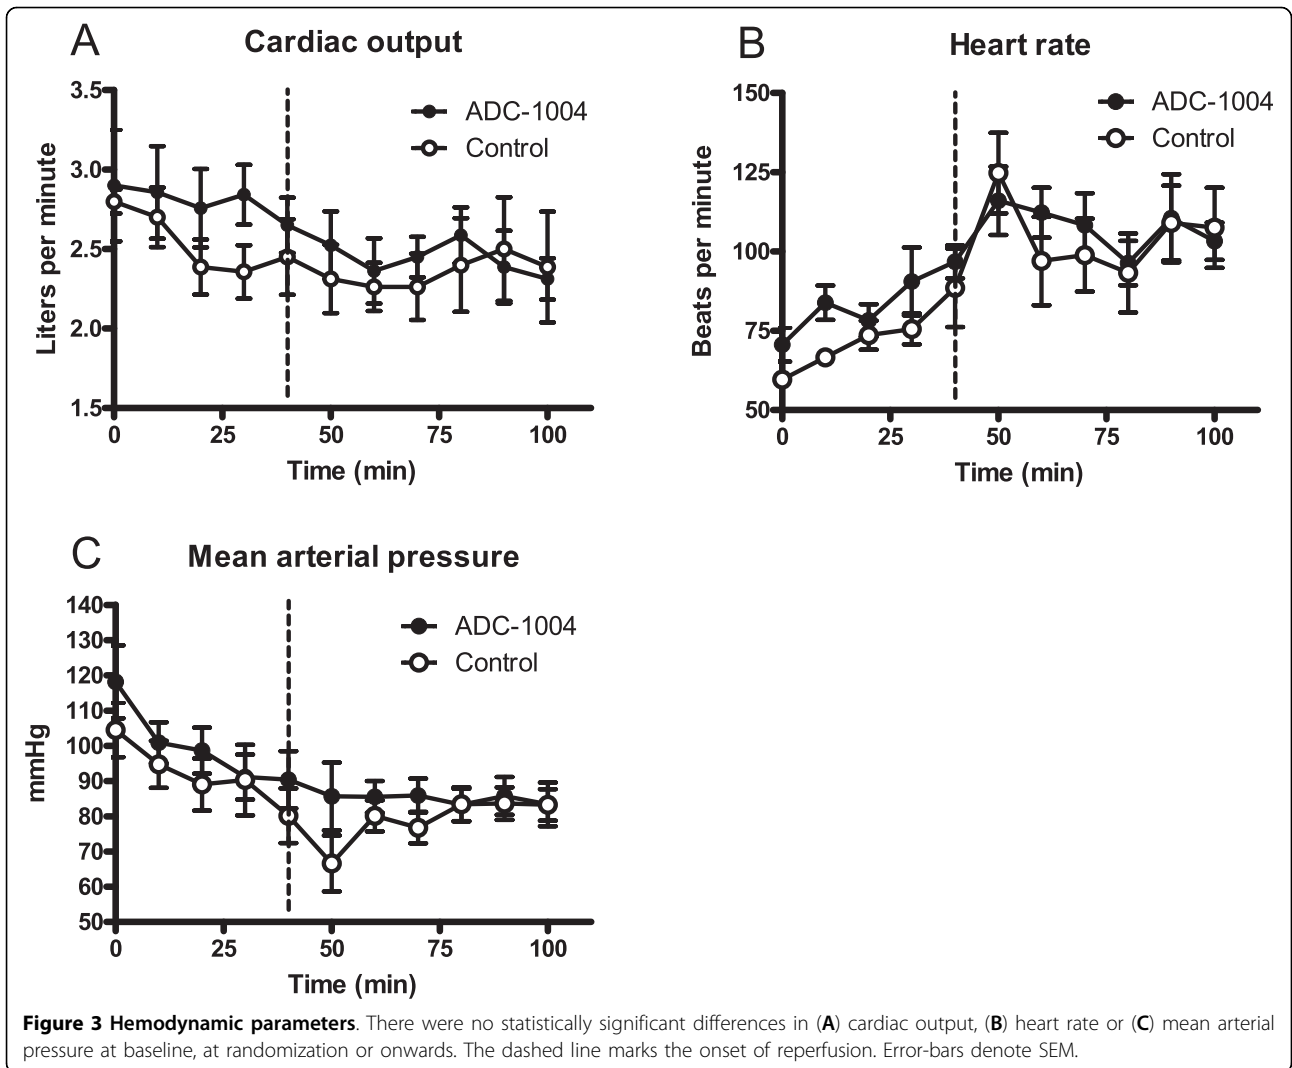 A
Cardiac output
3.5
3.0
2.5
2.0
1.5
Liters per minute
ADC-1004
Control
0 25 50 75 100
Time (min)
B
Heart rate
150
125
100
75
50
Beats per minute
ADC-1004
Control
0 25 50 75 100
Time (min)
C
Mean arterial pressure
140
130
120
110
100
90
80
70
60
50
mmHg
ADC-1004
Control
0 25 50 75 100
Time (min)
Figure 3 Hemodynamic parameters. There were no statistically significant differences in (A) cardiac output, (B) heart rate or (C) mean arterial
pressure at baseline, at randomization or onwards. The dashed line marks the onset of reperfusion. Error-bars denote SEM.